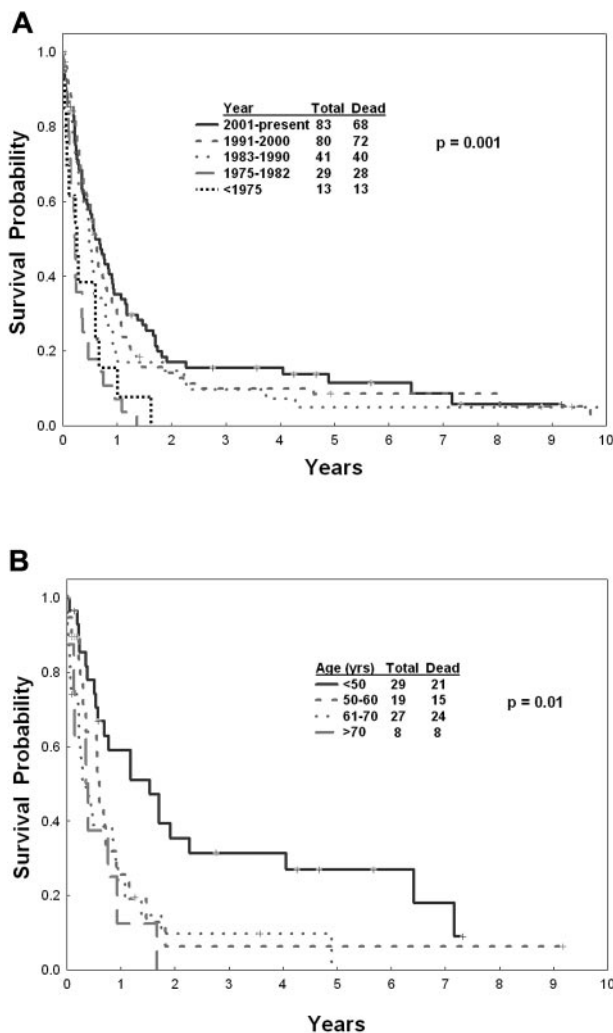 A
1.0
0.8
0.6
0.4
0.2
0.0
Survival Probability
Year Total Dead
2001-present 83 68
1991-2000 80 72
1983-1990 41 40
1975-1982 29 28
<1975 13 13
p = 0.001
0 1 2 3 4 5 6 7 8 9 10
Years
B
1.0
0.8
0.6
0.4
0.2
0.0
Survival Probability
Age (yrs) Total Dead
<50 29 21
50-60 19 15
61-70 27 24
>70 8 8
p = 0.01
0 1 2 3 4 5 6 7 8 9 10
Years